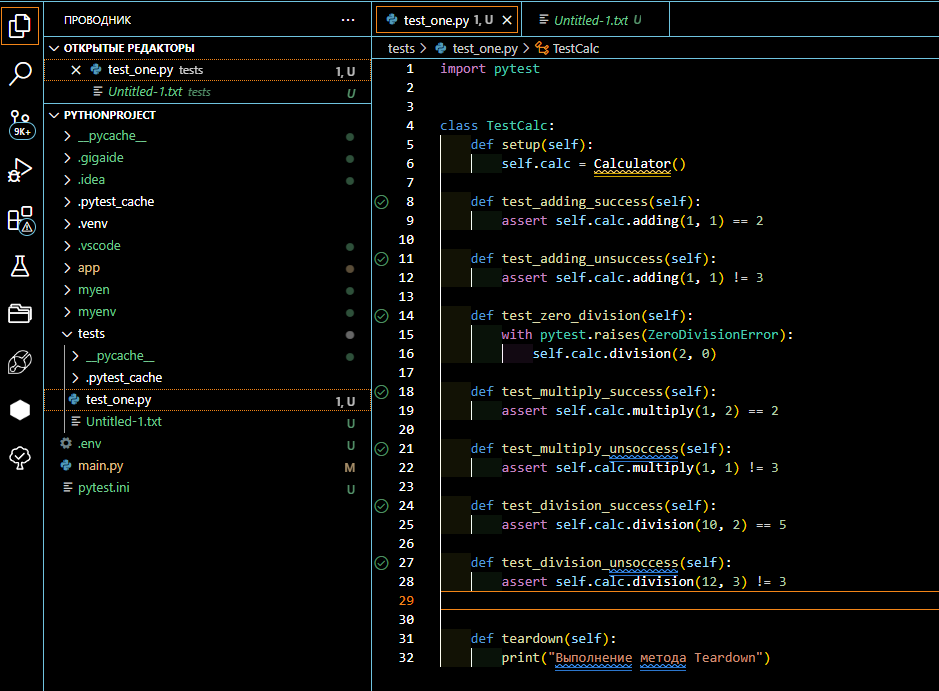 ПРОВОДНИК
ОТКРЫТЫЕ РЕДАКТОРЫ
test_one.py tests 1, U
Untitled-1.txt tests U
PYTHONPROJECT
__pycache__
.gigaide
.idea
.pytest_cache
.venv
.vscode
app
myen
myenv
tests
__pycache__
.pytest_cache
test_one.py 1, U
Untitled-1.txt U
.env U
main.py M
pytest.ini U
9K+
test_one.py 1, U
Untitled-1.txt U
tests > test_one.py > TestCalc
1 import pytest
2
3
4 class TestCalc:
5 def setup(self):
6 self.calc = Calculator()
7
8 def test_adding_success(self):
9 assert self.calc.adding(1, 1) == 2
10
11 def test_adding_unsuccess(self):
12 assert self.calc.adding(1, 1) != 3
13
14 def test_zero_division(self):
15 with pytest.raises(ZeroDivisionError):
16 self.calc.division(2, 0)
17
18 def test_multiply_success(self):
19 assert self.calc.multiply(1, 2) == 2
20
21 def test_multiply_unsoccess(self):
22 assert self.calc.multiply(1, 1) != 3
23
24 def test_division_success(self):
25 assert self.calc.division(10, 2) == 5
26
27 def test_division_unsoccess(self):
28 assert self.calc.division(12, 3) != 3
29
30
31 def teardown(self):
32 print("Выполнение метода Teardown")